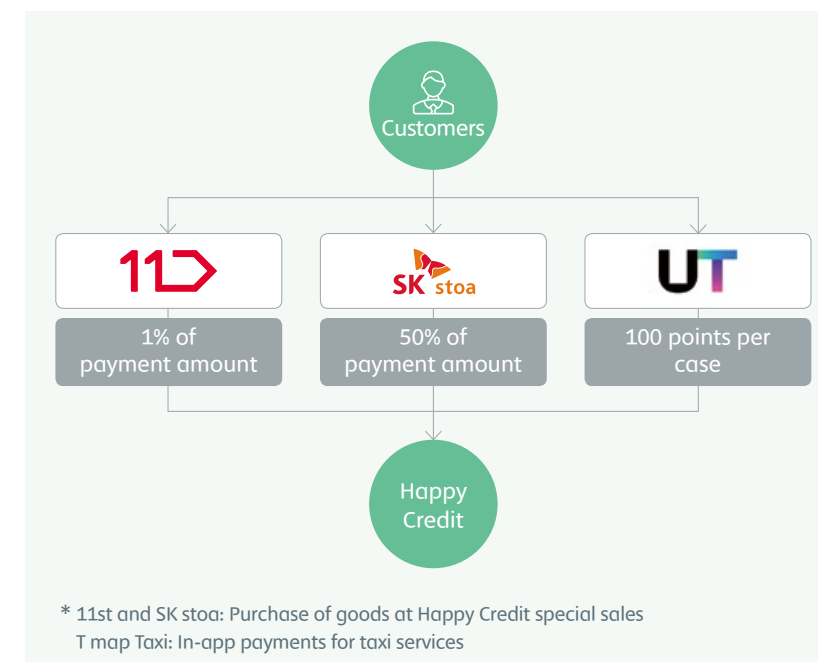 Customers
11
SK stoa
UT
1% of
payment amount
50% of
payment amount
100 points per
case
Happy
Credit
* 11st and SK stoa: Purchase of goods at Happy Credit special sales
T map Taxi: In-app payments for taxi services